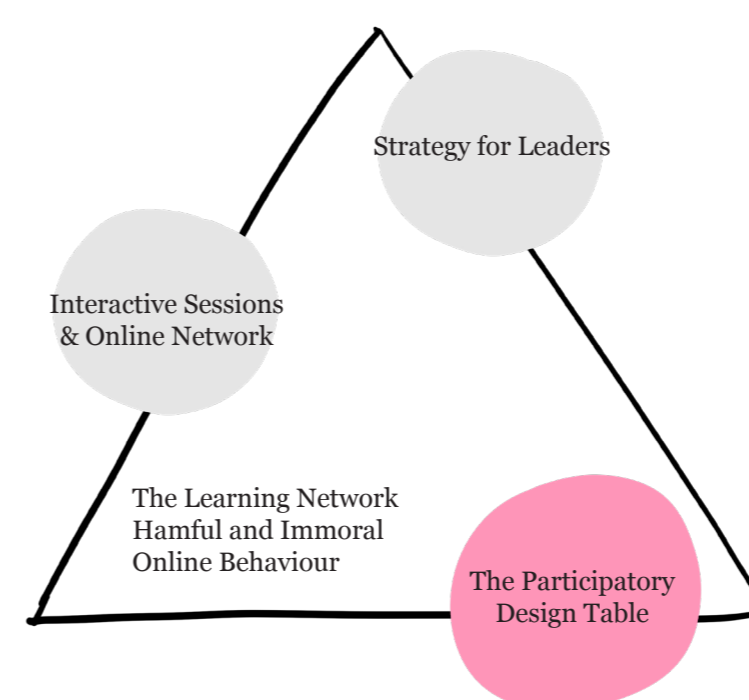 Strategy for Leaders
Interactive Sessions
& Online Network
The Learning Network
Hamful and Immoral
Online Behaviour
The Participatory
Design Table